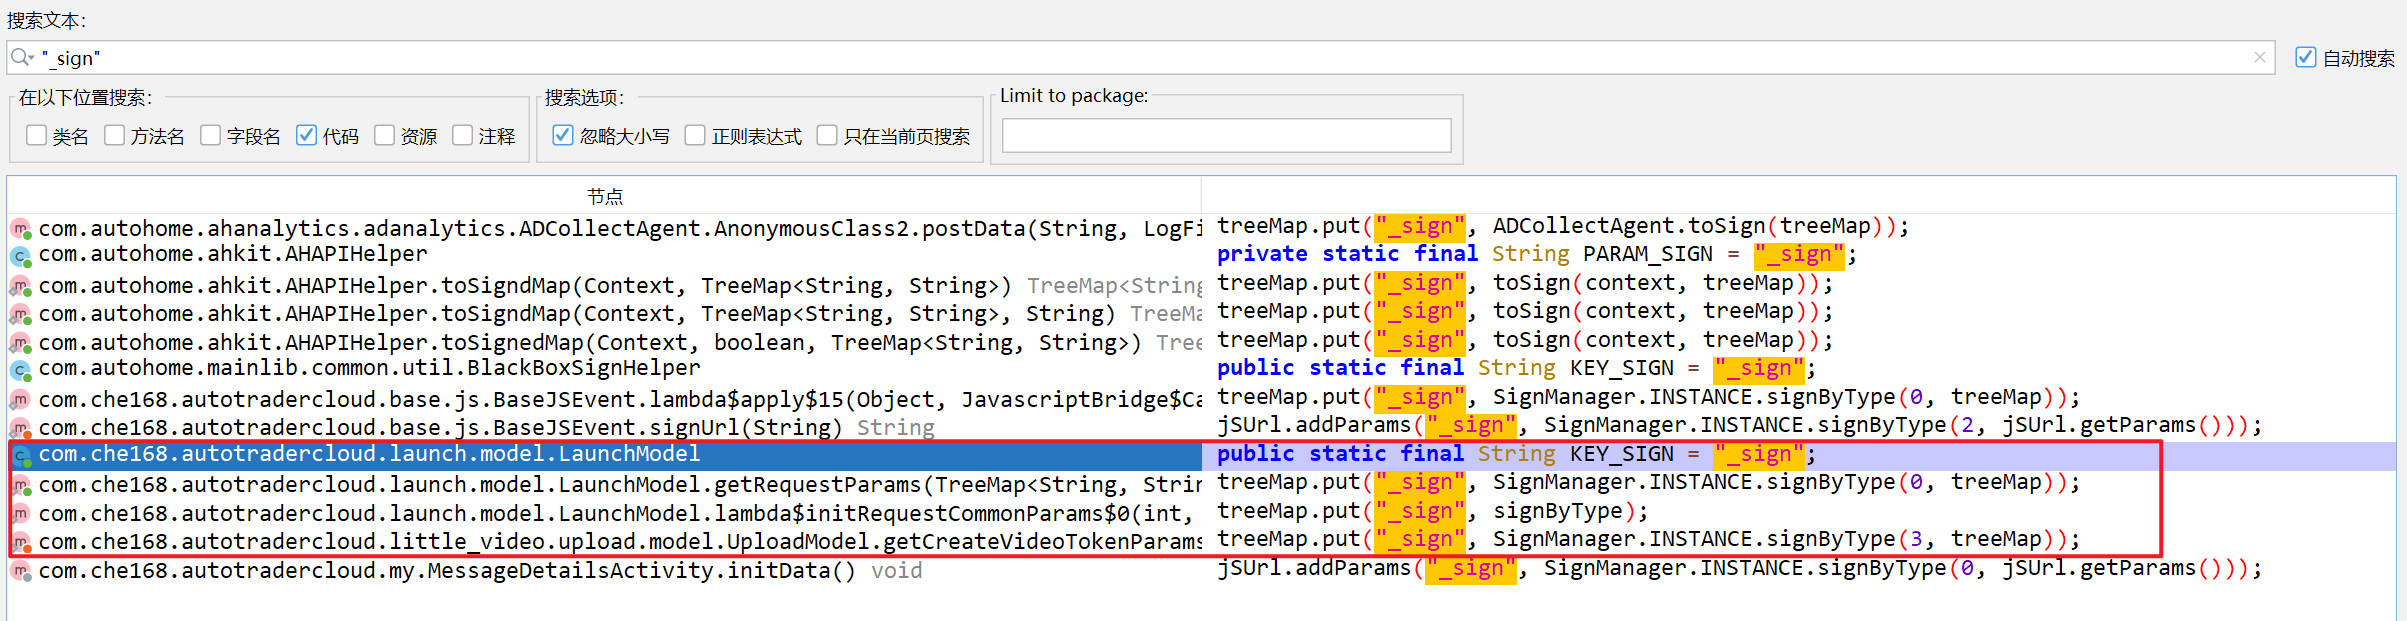 搜索文本:
"_sign"
自动搜索
在以下位置搜索:
类名 方法名 字段名 代码 资源 注释
搜索选项:
忽略大小写 正则表达式 只在当前页搜索
Limit to package:
节点
com.autohome.ahanalytics.adanalytics.ADCollectAgent.AnonymousClass2.postData(String, LogFi treeMap.put("_sign", ADCollectAgent.toSign(treeMap));
com.autohome.ahkit.AHAPIHelper private static final String PARAM_SIGN = "_sign";
com.autohome.ahkit.AHAPIHelper.toSigndMap(Context, TreeMap<String, String>) TreeMap<String treeMap.put("_sign", toSign(context, treeMap));
com.autohome.ahkit.AHAPIHelper.toSigndMap(Context, TreeMap<String, String>, String) TreeMa treeMap.put("_sign", toSign(context, treeMap));
com.autohome.ahkit.AHAPIHelper.toSignedMap(Context, boolean, TreeMap<String, String>) Tree treeMap.put("_sign", toSign(context, treeMap));
com.autohome.mainlib.common.util.BlackBoxSignHelper public static final String KEY_SIGN = "_sign";
com.che168.autotradercloud.base.js.BaseJSEvent.lambda$apply$15(Object, JavascriptBridge$Ca treeMap.put("_sign", SignManager.INSTANCE.signByType(0, treeMap));
com.che168.autotradercloud.base.js.BaseJSEvent.signUrl(String) String jSUrl.addParams("_sign", SignManager.INSTANCE.signByType(2, jSUrl.getParams()));
com.che168.autotradercloud.launch.model.LaunchModel public static final String KEY_SIGN = "_sign";
com.che168.autotradercloud.launch.model.LaunchModel.getRequestParams(TreeMap<String, Strin treeMap.put("_sign", SignManager.INSTANCE.signByType(0, treeMap));
com.che168.autotradercloud.launch.model.LaunchModel.lambda$initRequestCommonParams$0(int, treeMap.put("_sign", signByType);
com.che168.autotradercloud.little_video.upload.model.UploadModel.getCreateVideoTokenParams treeMap.put("_sign", SignManager.INSTANCE.signByType(3, treeMap));
com.che168.autotradercloud.my.MessageDetailsActivity.initData() void jSUrl.addParams("_sign", SignManager.INSTANCE.signByType(0, jSUrl.getParams()));